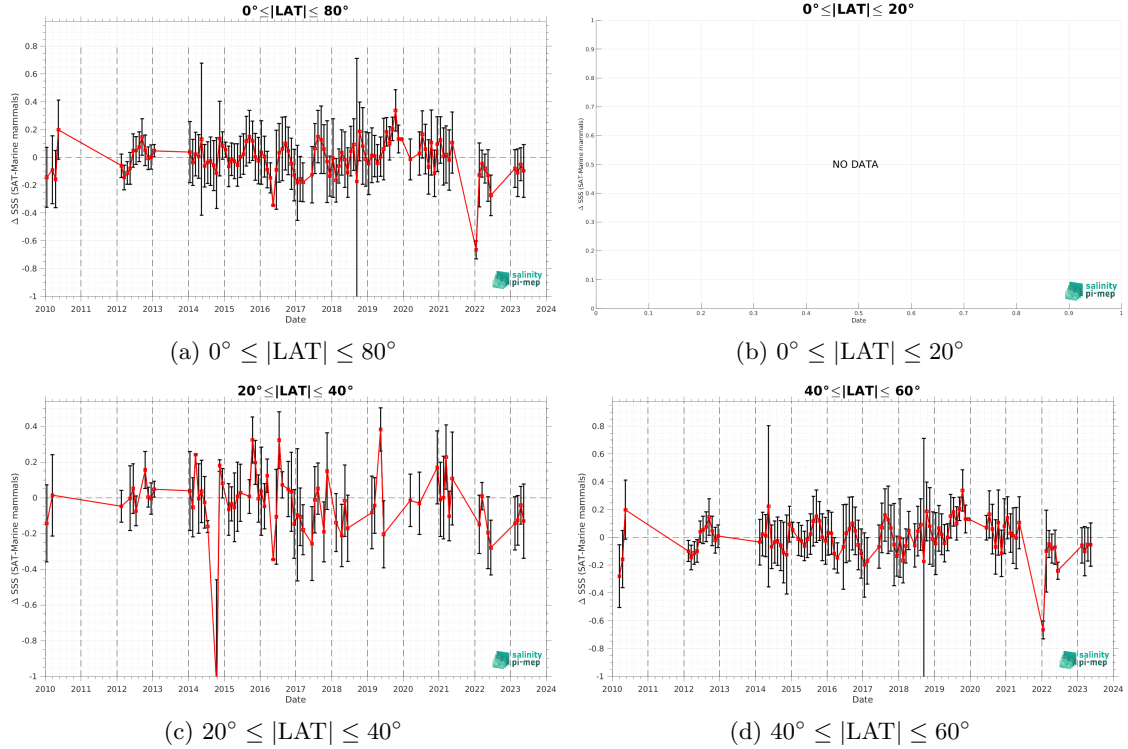 0°≤|LAT|≤ 80°
Δ SSS (SAT-Marine mammals)
0.8
0.6
0.4
0.2
0
-0.2
-0.4
-0.6
-0.8
-1
2010 2011 2012 2013 2014 2015 2016 2017 2018 2019 2020 2021 2022 2023 2024
Date
salinity
pi-mep
(a) 0° ≤ |LAT| ≤ 80°
0°≤|LAT|≤ 20°
Δ SSS (SAT-Marine mammals)
1
0.9
0.8
0.7
0.6
0.5
0.4
0.3
0.2
0.1
0
NO DATA
0 0.1 0.2 0.3 0.4 0.5 0.6 0.7 0.8 0.9 1
Date
salinity
pi-mep
(b) 0° ≤ |LAT| ≤ 20°
20°≤|LAT|≤ 40°
Δ SSS (SAT-Marine mammals)
0.4
0.2
0
-0.2
-0.4
-0.6
-0.8
-1
2010 2011 2012 2013 2014 2015 2016 2017 2018 2019 2020 2021 2022 2023 2024
Date
salinity
pi-mep
(c) 20° ≤ |LAT| ≤ 40°
40°≤|LAT|≤ 60°
Δ SSS (SAT-Marine mammals)
0.8
0.6
0.4
0.2
0
-0.2
-0.4
-0.6
-0.8
-1
2010 2011 2012 2013 2014 2015 2016 2017 2018 2019 2020 2021 2022 2023 2024
Date
salinity
pi-mep
(d) 40° ≤ |LAT| ≤ 60°